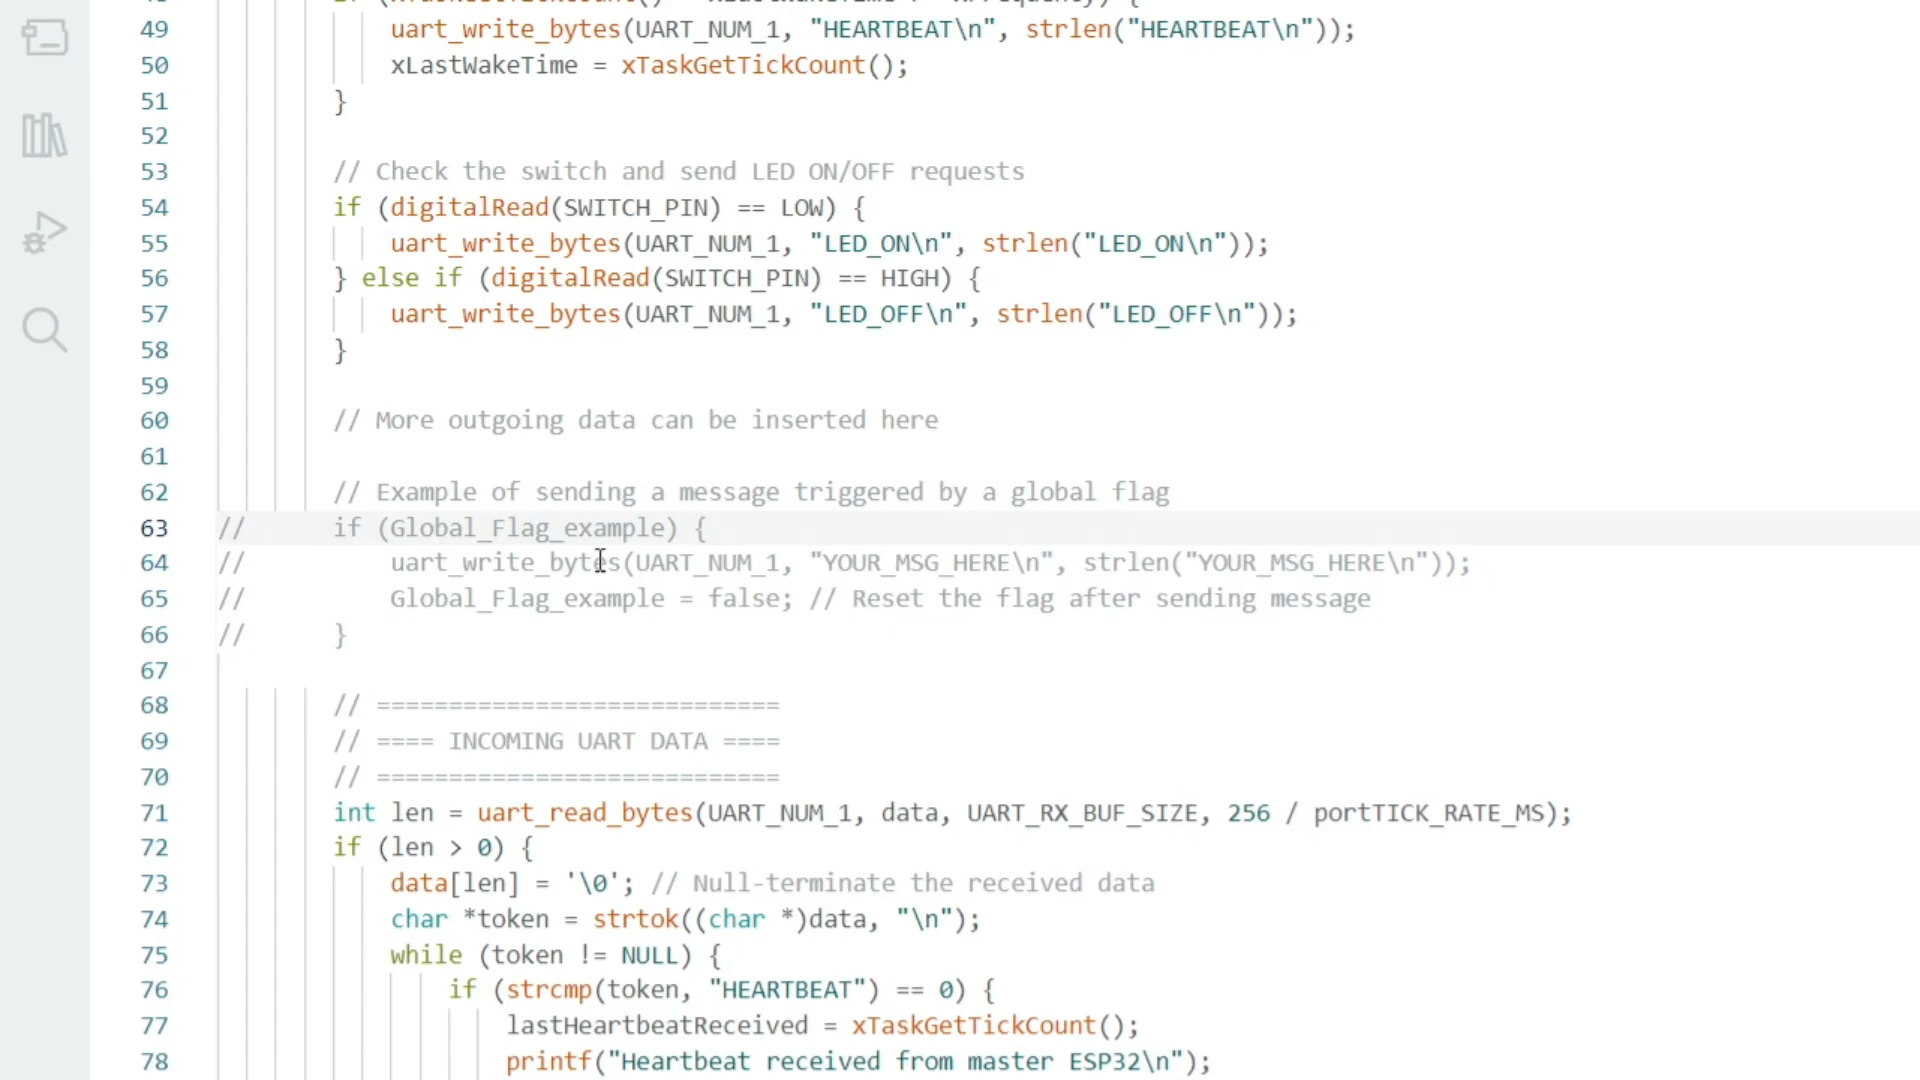 49 uart_write_bytes(UART_NUM_1, "HEARTBEAT\n", strlen("HEARTBEAT\n"));
50 xLastWakeTime = xTaskGetTickCount();
51 }
52
53 // Check the switch and send LED ON/OFF requests
54 if (digitalRead(SWITCH_PIN) == LOW) {
55 uart_write_bytes(UART_NUM_1, "LED_ON\n", strlen("LED_ON\n"));
56 } else if (digitalRead(SWITCH_PIN) == HIGH) {
57 uart_write_bytes(UART_NUM_1, "LED_OFF\n", strlen("LED_OFF\n"));
58 }
59
60 // More outgoing data can be inserted here
61
62 // Example of sending a message triggered by a global flag
63 // if (Global_Flag_example) {
64 // uart_write_bytes(UART_NUM_1, "YOUR_MSG_HERE\n", strlen("YOUR_MSG_HERE\n"));
65 // Global_Flag_example = false; // Reset the flag after sending message
66 // }
67
68 // ============================
69 // ==== INCOMING UART DATA ====
70 // ============================
71 int len = uart_read_bytes(UART_NUM_1, data, UART_RX_BUF_SIZE, 256 / portTICK_RATE_MS);
72 if (len > 0) {
73 data[len] = '\0'; // Null-terminate the received data
74 char *token = strtok((char *)data, "\n");
75 while (token != NULL) {
76 if (strcmp(token, "HEARTBEAT") == 0) {
77 lastHeartbeatReceived = xTaskGetTickCount();
78 printf("Heartbeat received from master ESP32\n");